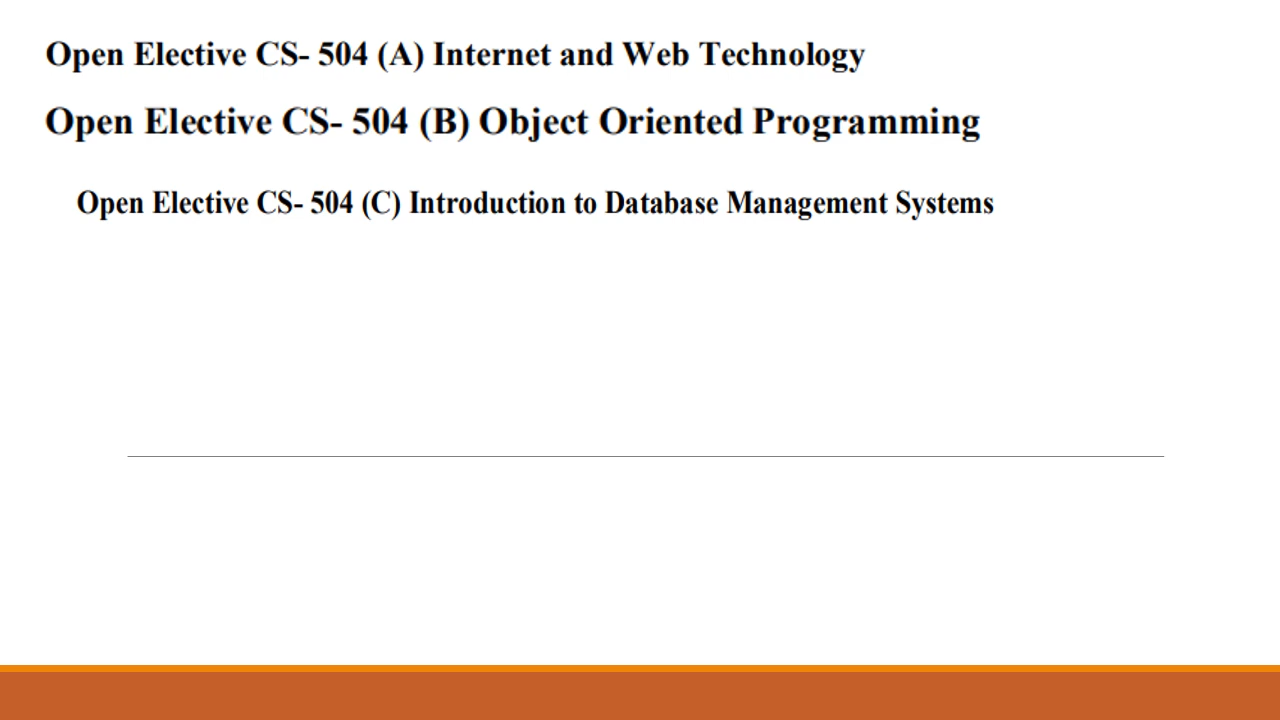 Open Elective CS- 504 (A) Internet and Web Technology
Open Elective CS- 504 (B) Object Oriented Programming
Open Elective CS- 504 (C) Introduction to Database Management Systems